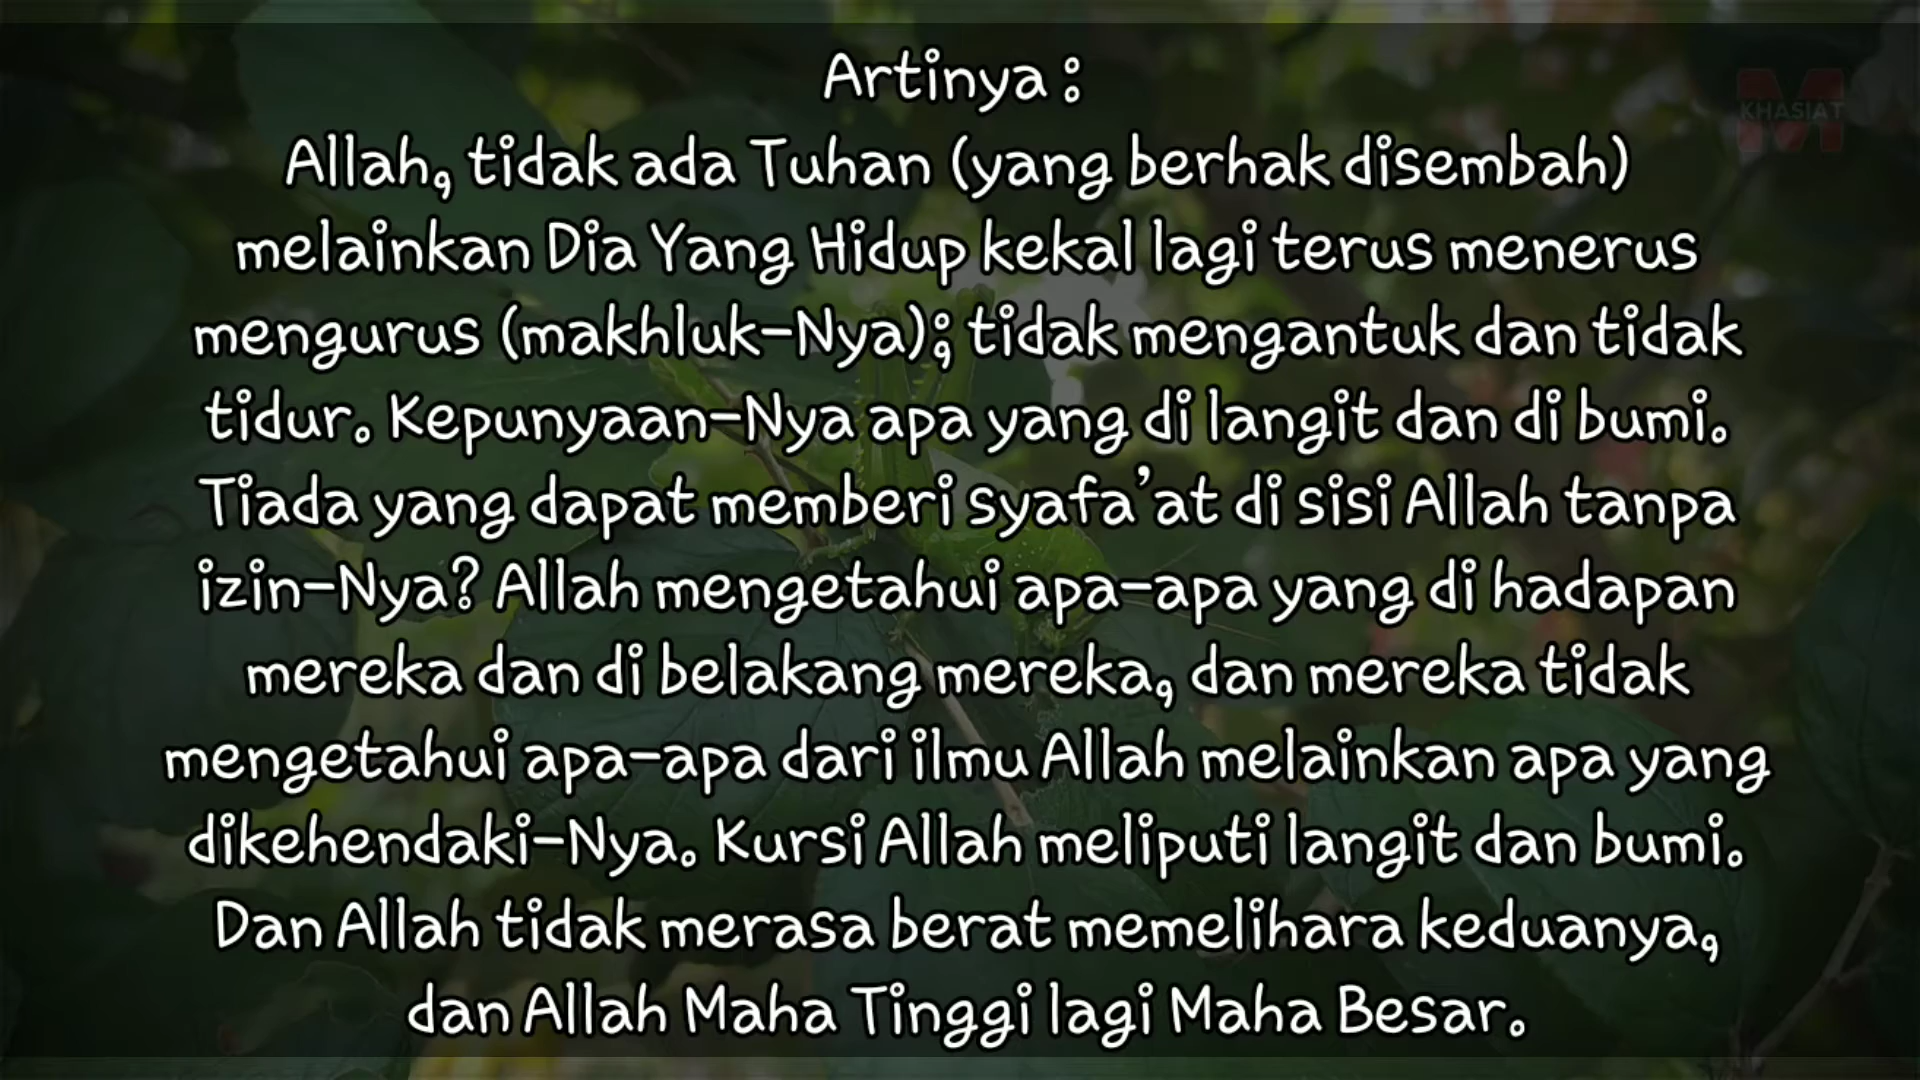 Artinya :
KHASIAT
Allah, tidak ada Tuhan (yang berhak disembah)
melainkan Dia Yang Hidup kekal lagi terus menerus
mengurus (makhluk-Nya); tidak mengantuk dan tidak
tidur. Kepunyaan-Nya apa yang di langit dan di bumi.
Tiada yang dapat memberi syafa'at di sisi Allah tanpa
izin-Nya? Allah mengetahui apa-apa yang di hadapan
mereka dan di belakang mereka, dan mereka tidak
mengetahui apa-apa dari ilmu Allah melainkan apa yang
dikehendaki-Nya. Kursi Allah meliputi langit dan bumi.
Dan Allah tidak merasa berat memelihara keduanya,
dan Allah Maha Tinggi lagi Maha Besar.